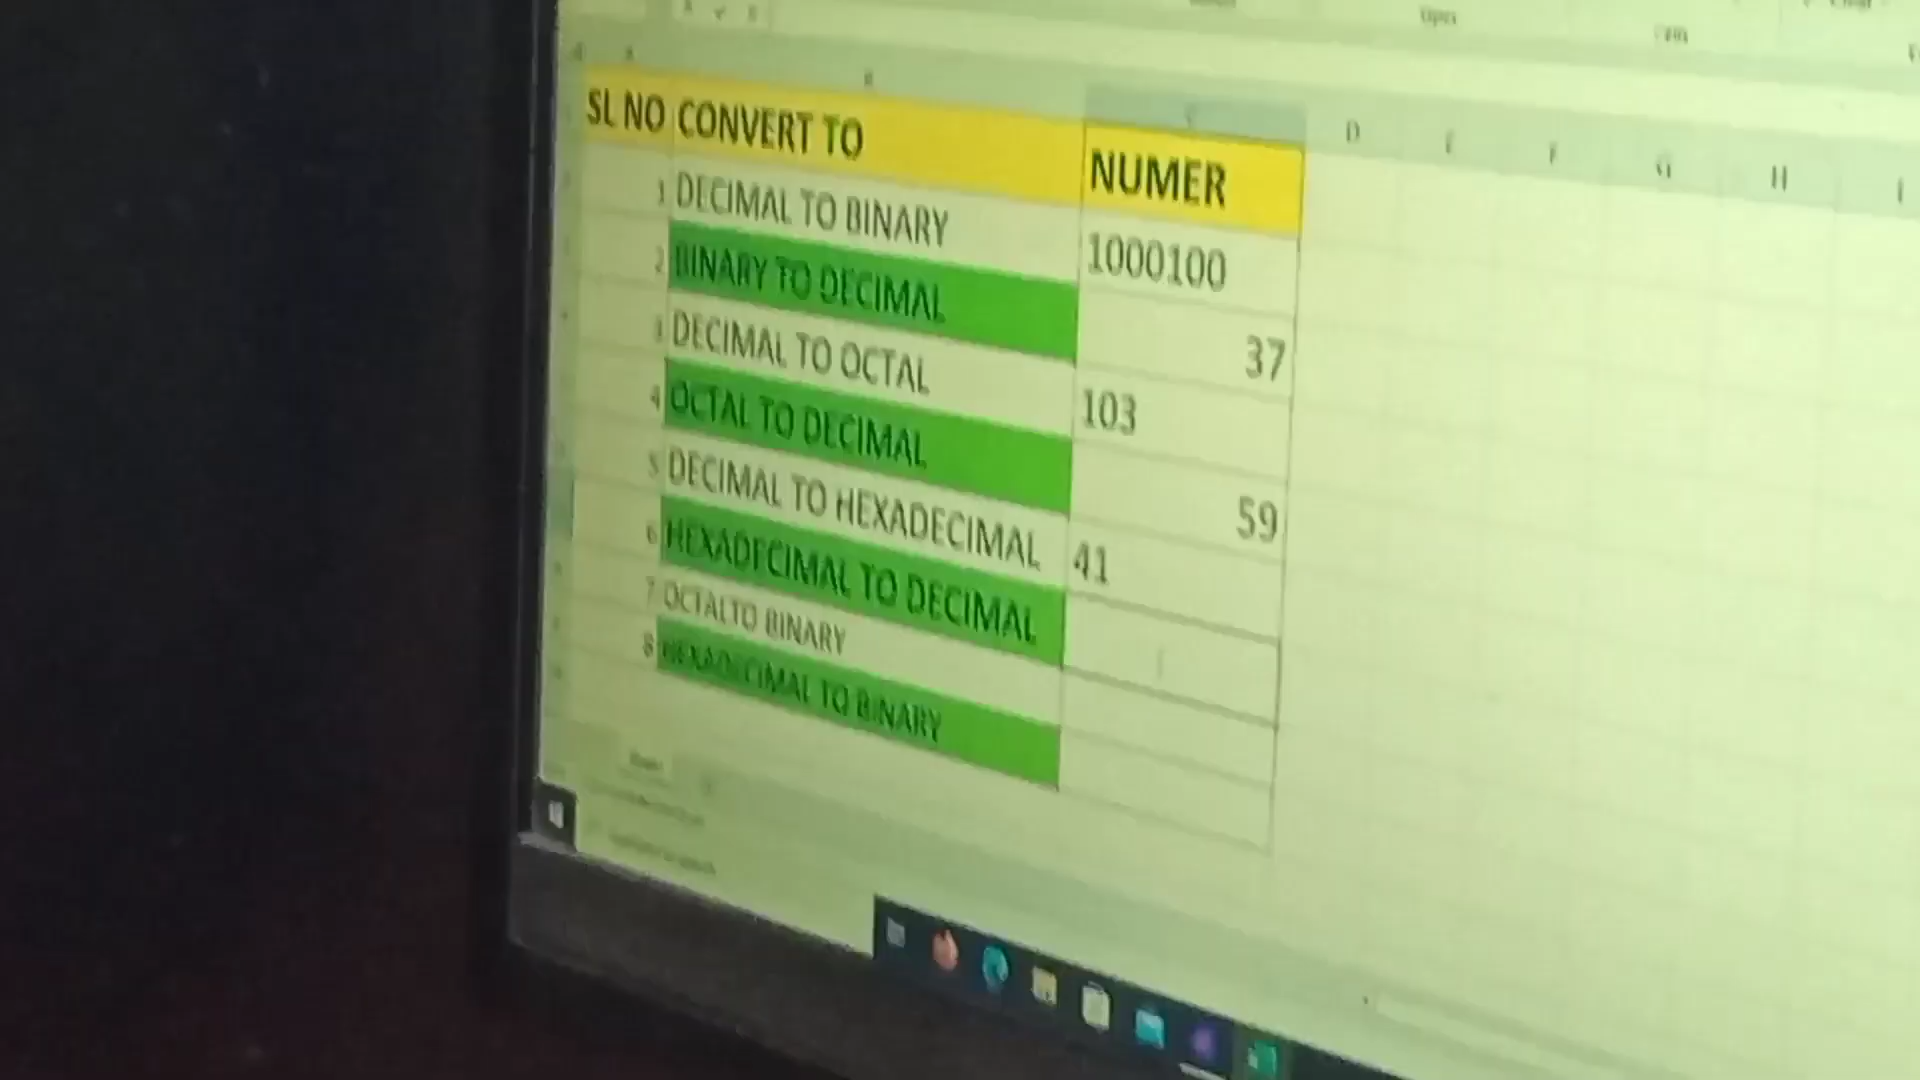 SL NO CONVERT TO NUMER
1 DECIMAL TO BINARY 1000100
2 BINARY TO DECIMAL 37
3 DECIMAL TO OCTAL 103
4 OCTAL TO DECIMAL 59
5 DECIMAL TO HEXADECIMAL 41
6 HEXADECIMAL TO DECIMAL
7 OCTALTO BINARY
8 HEXADECIMAL TO BINARY
D E F G H I